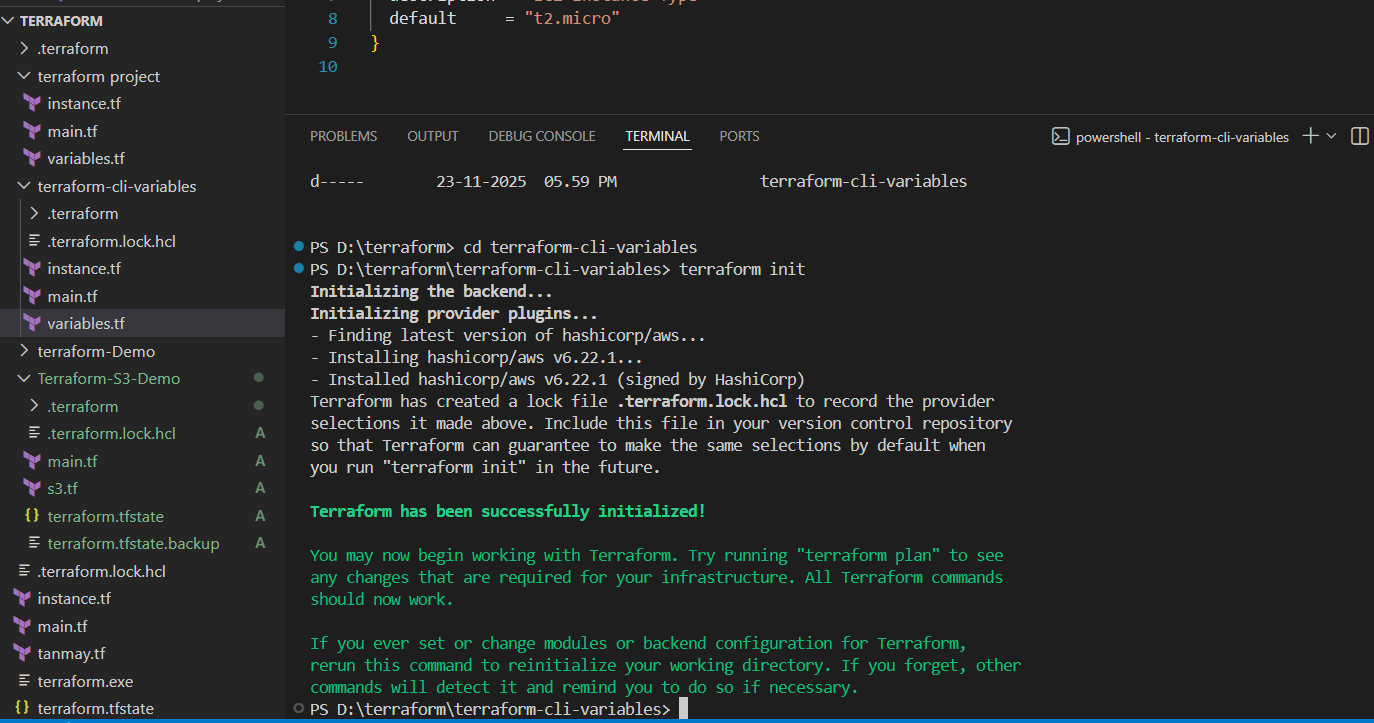 TERRAFORM
.terraform
terraform project
instance.tf
main.tf
variables.tf
terraform-cli-variables
.terraform
.terraform.lock.hcl
instance.tf
main.tf
variables.tf
terraform-Demo
Terraform-S3-Demo
.terraform
.terraform.lock.hcl A
main.tf A
s3.tf A
terraform.tfstate A
terraform.tfstate.backup A
.terraform.lock.hcl
instance.tf
main.tf
tanmay.tf
terraform.exe
terraform.tfstate
8 default = "t2.micro"
9 }
10
PROBLEMS OUTPUT DEBUG CONSOLE TERMINAL PORTS powershell - terraform-cli-variables
d----- 23-11-2025 05.59 PM terraform-cli-variables
PS D:\terraform> cd terraform-cli-variables
PS D:\terraform\terraform-cli-variables> terraform init
Initializing the backend...
Initializing provider plugins...
- Finding latest version of hashicorp/aws...
- Installing hashicorp/aws v6.22.1...
- Installed hashicorp/aws v6.22.1 (signed by HashiCorp)
Terraform has created a lock file .terraform.lock.hcl to record the provider
selections it made above. Include this file in your version control repository
so that Terraform can guarantee to make the same selections by default when
you run "terraform init" in the future.
Terraform has been successfully initialized!
You may now begin working with Terraform. Try running "terraform plan" to see
any changes that are required for your infrastructure. All Terraform commands
should now work.
If you ever set or change modules or backend configuration for Terraform,
rerun this command to reinitialize your working directory. If you forget, other
commands will detect it and remind you to do so if necessary.
PS D:\terraform\terraform-cli-variables>